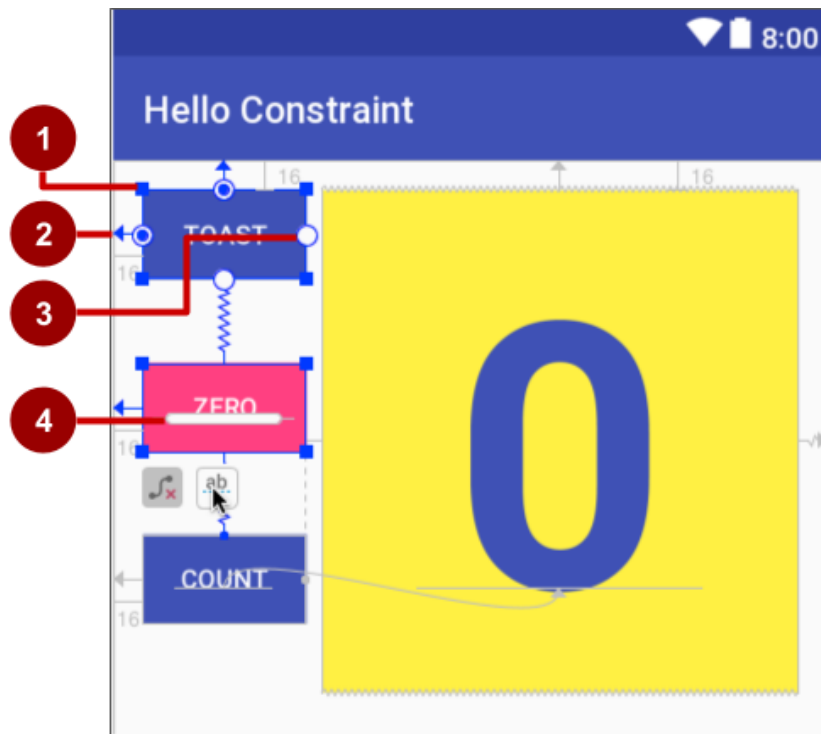 8:00
Hello Constraint
1
16
16
2
TOAST
16
3
ZERO
4
16
ab
COUNT
16
0